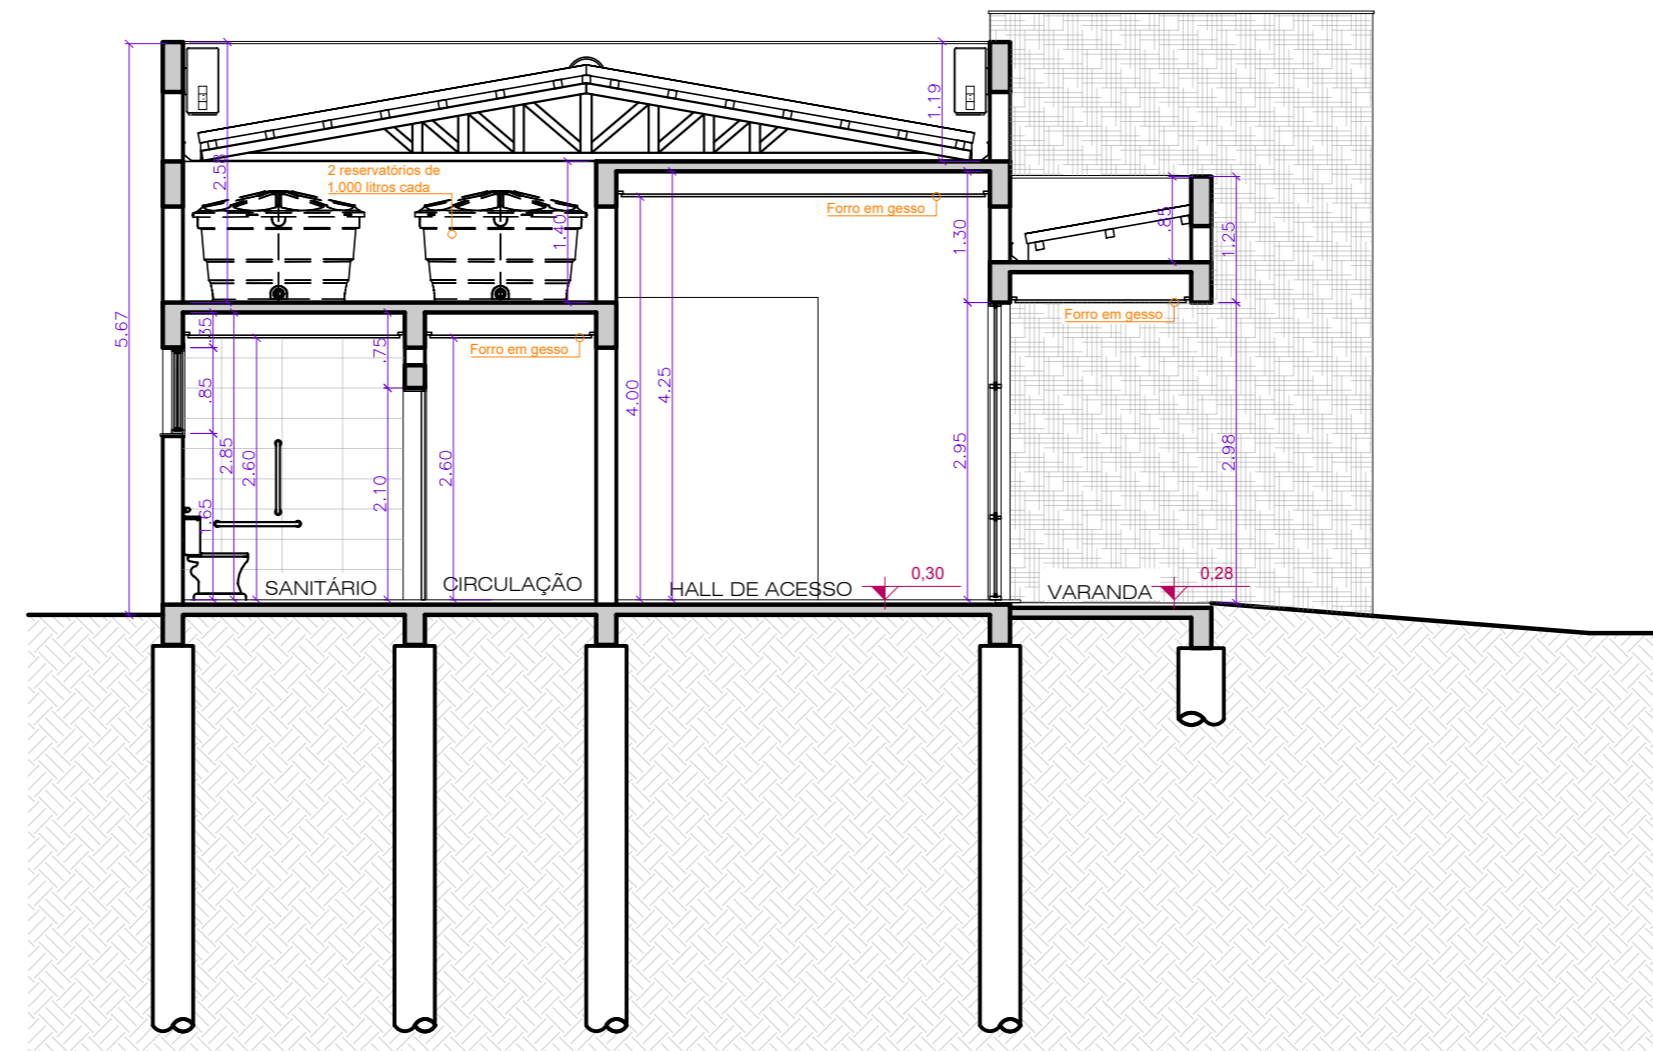 1.19
2 reservatórios de
1.000 litros cada
2.58
Forro em gesso
1.40
1.30
.85
1.25
5.67
.35
.75
Forro em gesso
Forro em gesso
.85
2.85
2.60
2.60
4.00
4.25
2.95
2.98
1.65
2.10
SANITÁRIO
CIRCULAÇÃO
HALL DE ACESSO
0,30
VARANDA
0,28